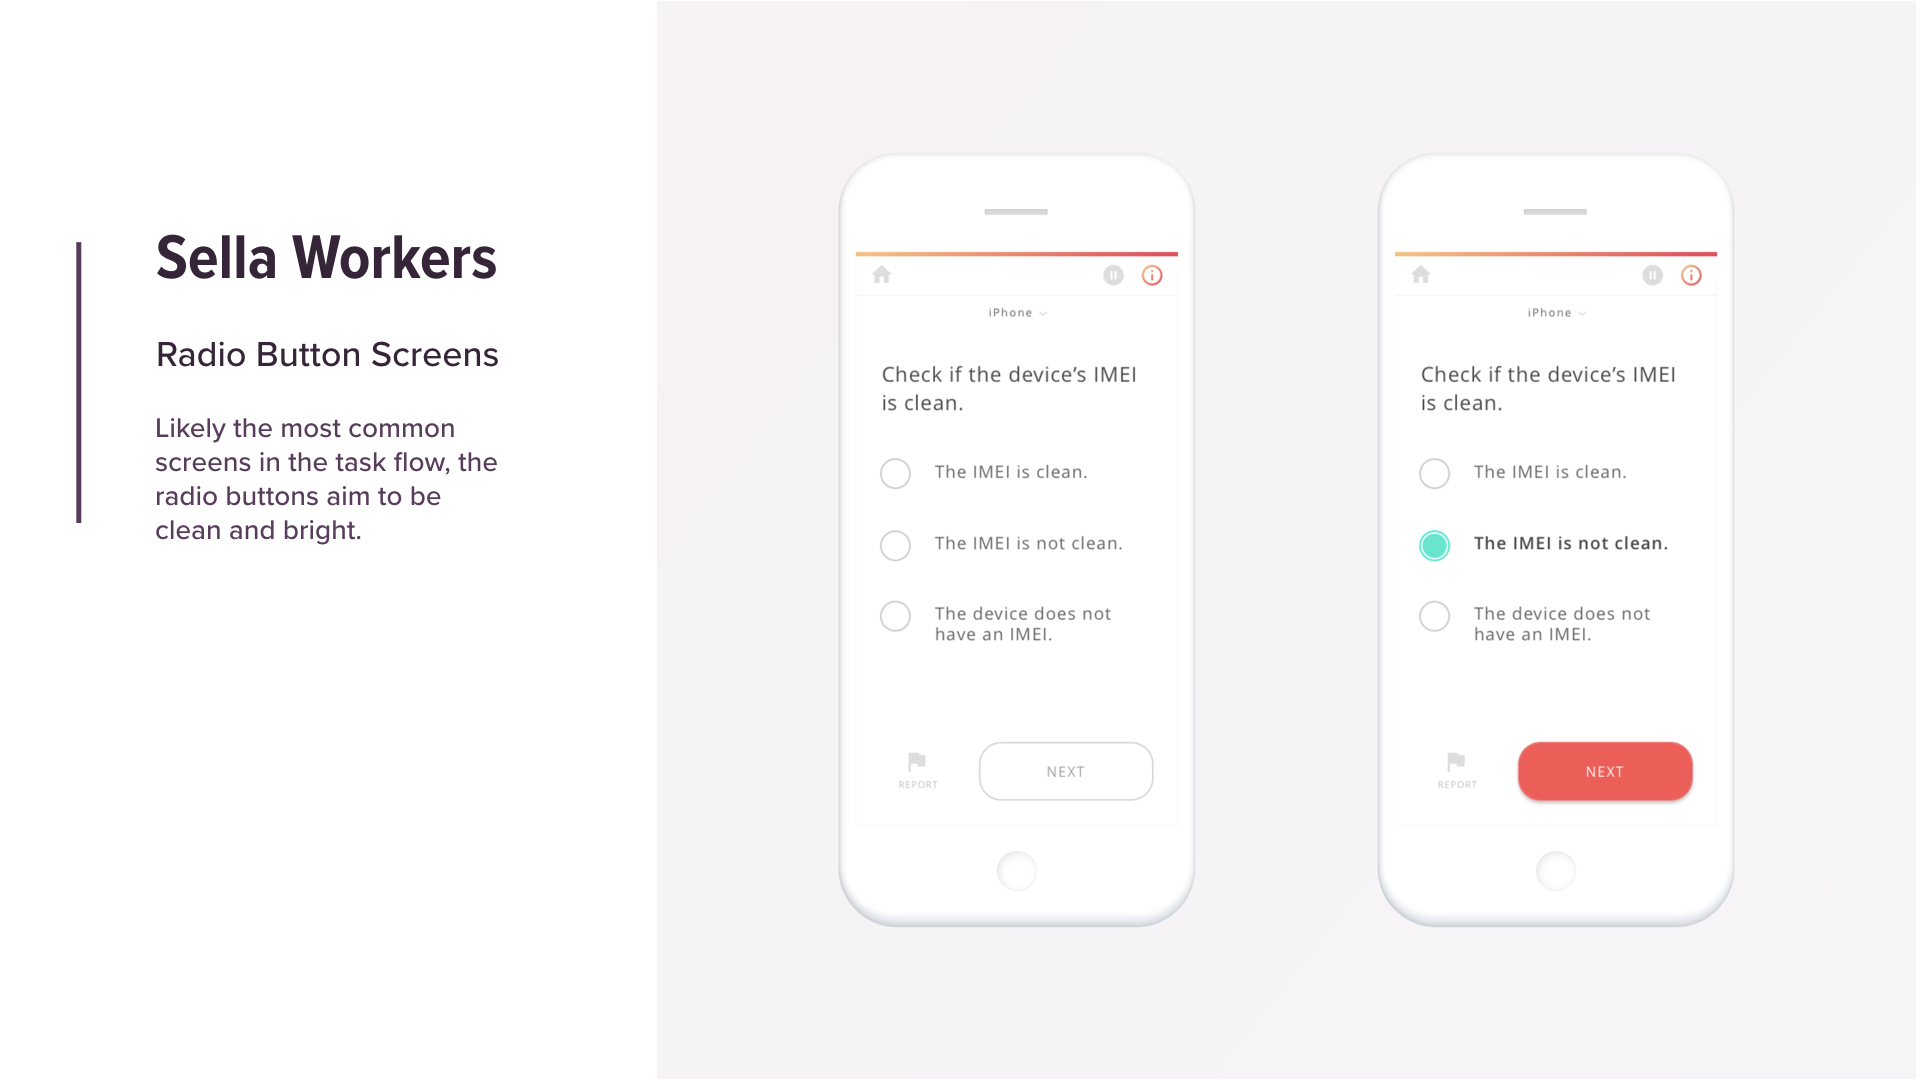 Sella Workers
Radio Button Screens
Likely the most common
screens in the task flow, the
radio buttons aim to be
clean and bright.
iPhone
Check if the device’s IMEI
is clean.
The IMEI is clean.
The IMEI is not clean.
The device does not
have an IMEI.
REPORT
NEXT
iPhone
Check if the device’s IMEI
is clean.
The IMEI is clean.
The IMEI is not clean.
The device does not
have an IMEI.
REPORT
NEXT